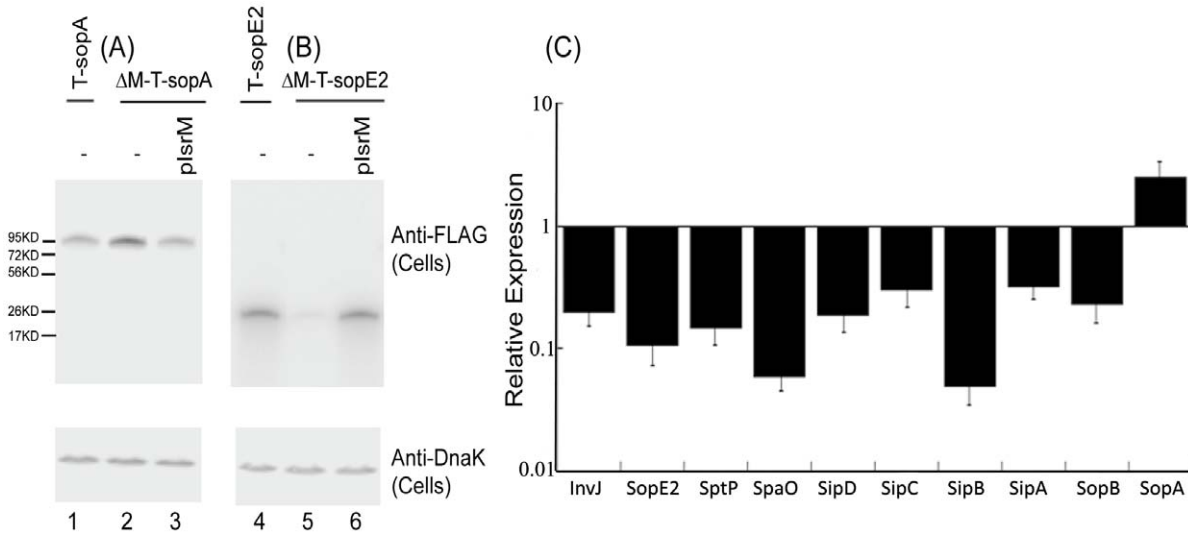 (A)
T-sopA
ΔM-T-sopA
- - pIsrM
(B)
T-sopE2
ΔM-T-sopE2
- - pIsrM
95KD
72KD
56KD
26KD
17KD
Anti-FLAG
(Cells)
Anti-DnaK
(Cells)
1 2 3 4 5 6
(C)
Relative Expression
10
1
0.1
0.01
InvJ SopE2 SptP SpaO SipD SipC SipB SipA SopB SopA